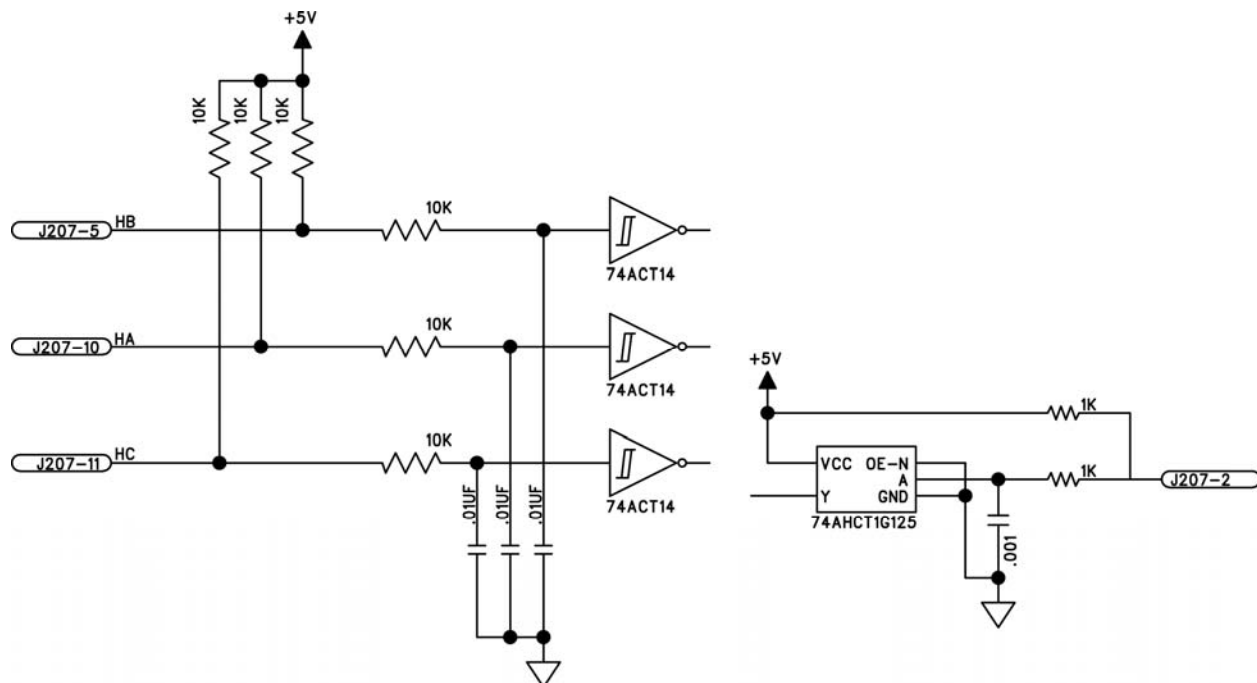 +5V
10K
10K
10K
J207-5
HB
10K
74ACT14
J207-10
HA
10K
74ACT14
J207-11
HC
10K
74ACT14
.01UF
.01UF
.01UF
+5V
1K
VCC OE-N
A
Y GND
74AHCT1G125
1K
J207-2
.001